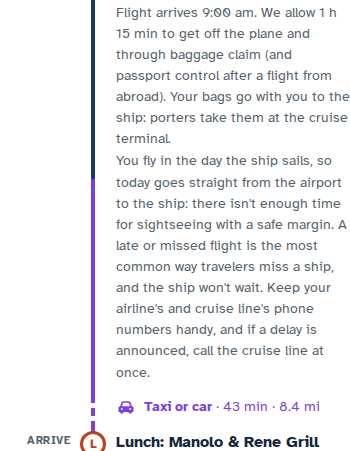 Flight arrives 9:00 am. We allow 1 h
15 min to get off the plane and
through baggage claim (and
passport control after a flight from
abroad). Your bags go with you to the
ship: porters take them at the cruise
terminal.
You fly in the day the ship sails, so
today goes straight from the airport
to the ship: there isn't enough time
for sightseeing with a safe margin. A
late or missed flight is the most
common way travelers miss a ship,
and the ship won't wait. Keep your
airline's and cruise line's phone
numbers handy, and if a delay is
announced, call the cruise line at
once.
Taxi or car · 43 min · 8.4 mi
ARRIVE L Lunch: Manolo & Rene Grill